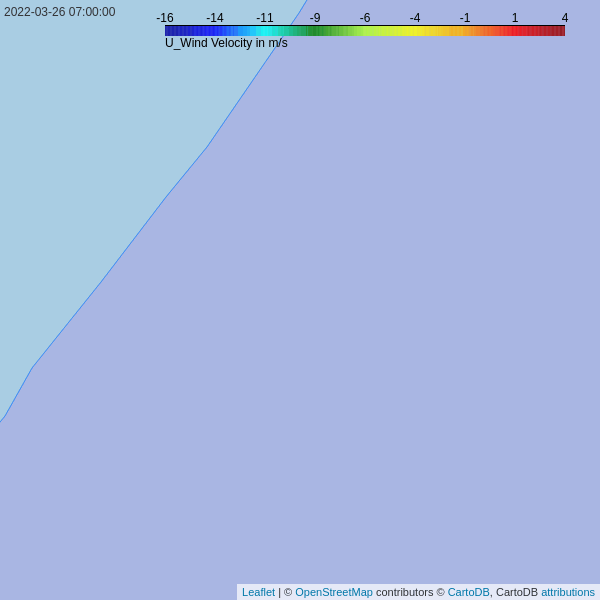 2022-03-26 07:00:00
-16 -14 -11 -9 -6 -4 -1 1 4
U_Wind Velocity in m/s
Leaflet | © OpenStreetMap contributors © CartoDB, CartoDB attributions